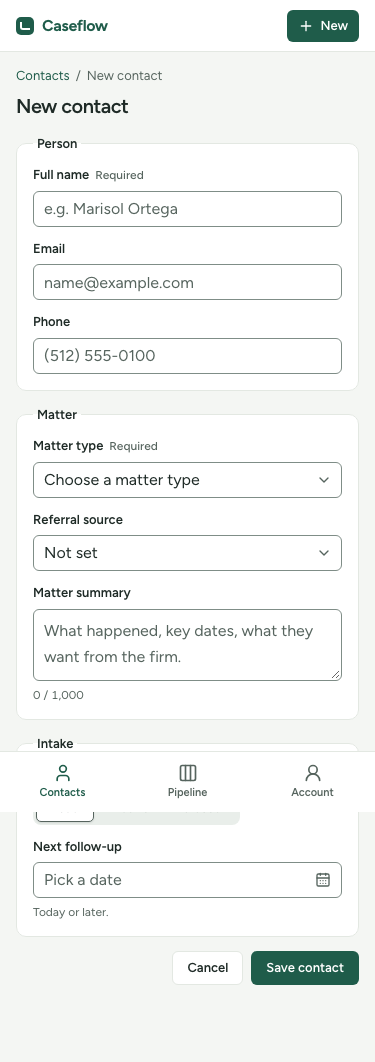 Caseflow
New
Contacts / New contact
New contact
Person
Full name Required
e.g. Marisol Ortega
Email
name@example.com
Phone
(512) 555-0100
Matter
Matter type Required
Choose a matter type
Referral source
Not set
Matter summary
What happened, key dates, what they
want from the firm.
0 / 1,000
Intake
Contacts
Pipeline
Account
Next follow-up
Pick a date
Today or later.
Cancel
Save contact